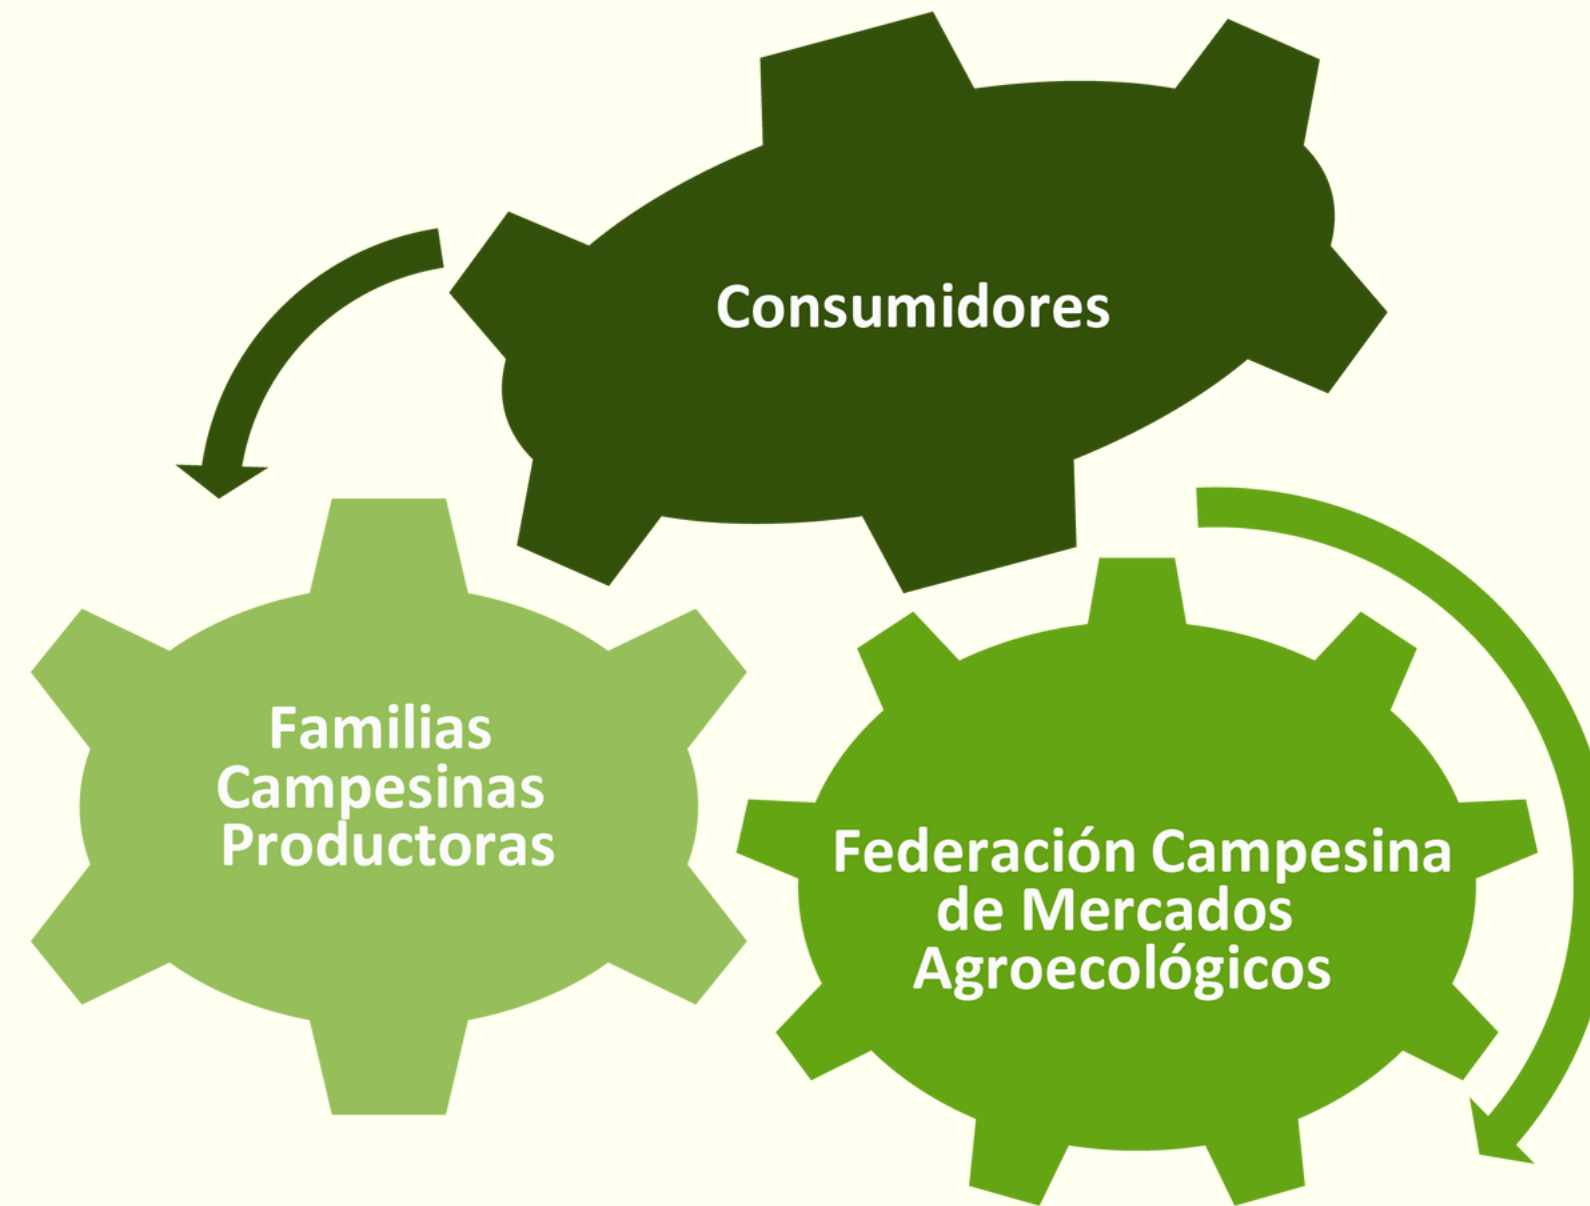 Consumidores
Familias
Campesinas
Productoras
Federación Campesina
de Mercados
Agroecológicos